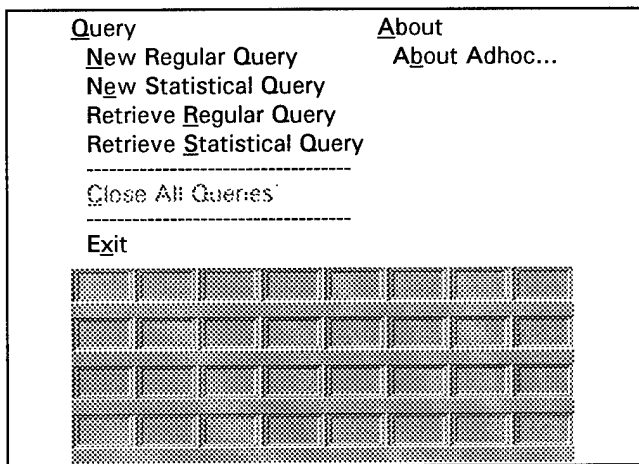 Query About
New Regular Query About Adhoc...
New Statistical Query
Retrieve Regular Query
Retrieve Statistical Query
---------------------------------
Close All Queries
---------------------------------
Exit